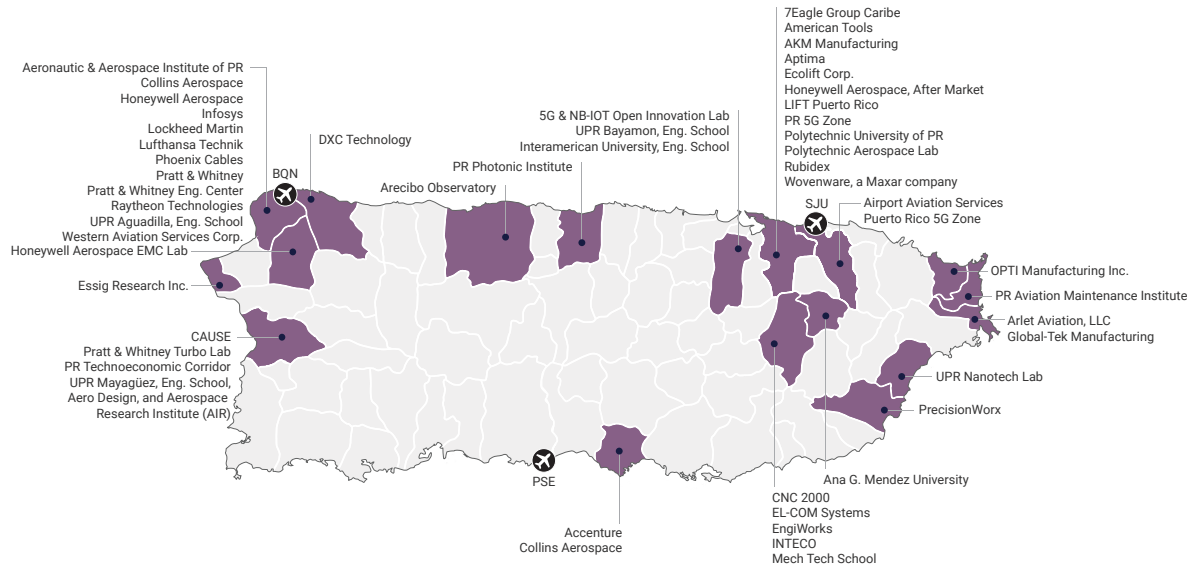 Aeronautic & Aerospace Institute of PR
Collins Aerospace
Honeywell Aerospace
Infosys
Lockheed Martin
Lufthansa Technik
Phoenix Cables
Pratt & Whitney
Pratt & Whitney Eng. Center
Raytheon Technologies
UPR Aguadilla, Eng. School
Western Aviation Services Corp.
Honeywell Aerospace EMC Lab
Essig Research Inc.
CAUSE
Pratt & Whitney Turbo Lab
PR Technoeconomic Corridor
UPR Mayagüez, Eng. School,
Aero Design, and Aerospace
Research Institute (AIR)
BQN
DXC Technology
Arecibo Observatory
PR Photonic Institute
5G & NB-IOT Open Innovation Lab
UPR Bayamon, Eng. School
Interamerican University, Eng. School
7Eagle Group Caribe
American Tools
AKM Manufacturing
Aptima
Ecolift Corp.
Honeywell Aerospace, After Market
LIFT Puerto Rico
PR 5G Zone
Polytechnic University of PR
Polytechnic Aerospace Lab
Rubidex
Wovenware, a Maxar company
SJU
Airport Aviation Services
Puerto Rico 5G Zone
OPTI Manufacturing Inc.
PR Aviation Maintenance Institute
Arlet Aviation, LLC
Global-Tek Manufacturing
UPR Nanotech Lab
PrecisionWorx
Ana G. Mendez University
CNC 2000
EL-COM Systems
EngiWorks
INTECO
Mech Tech School
PSE
Accenture
Collins Aerospace